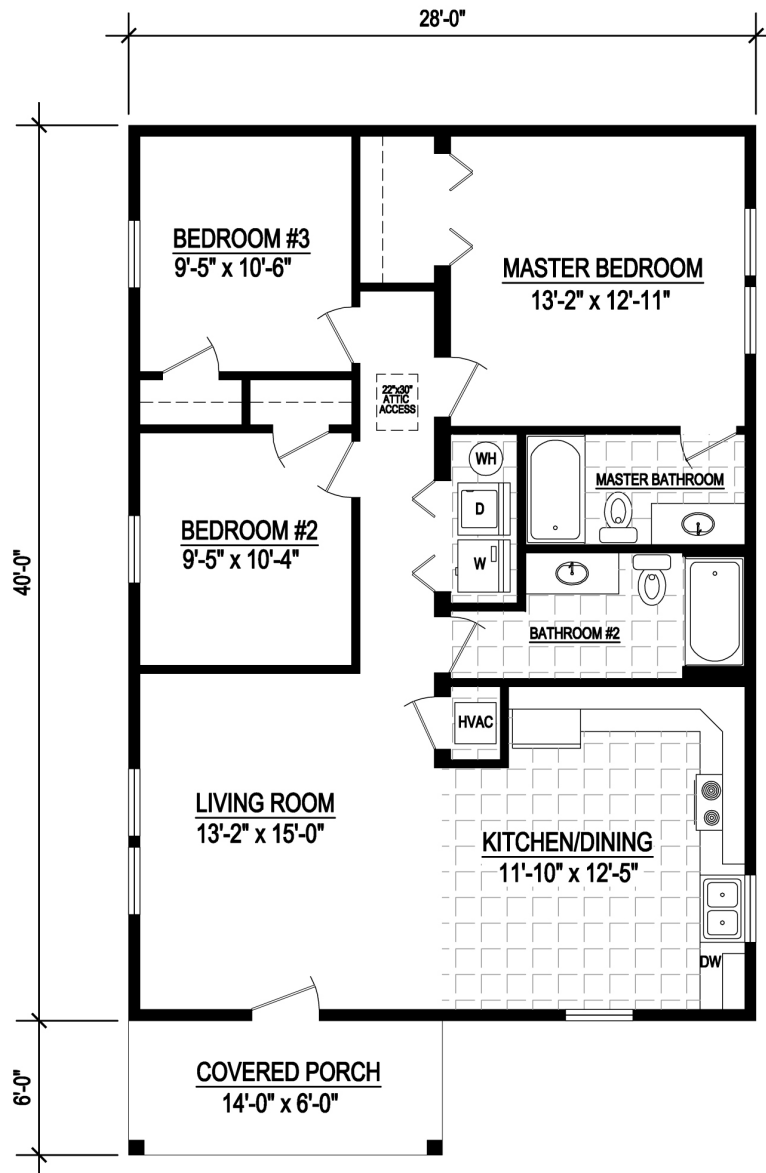 28'-0"
BEDROOM #3
9'-5" x 10'-6"
MASTER BEDROOM
13'-2" x 12'-11"
22"x30"
ATTIC
ACCESS
WH
MASTER BATHROOM
D
BEDROOM #2
9'-5" x 10'-4"
W
40'-0"
BATHROOM #2
HVAC
LIVING ROOM
13'-2" x 15'-0"
KITCHEN/DINING
11'-10" x 12'-5"
DW
COVERED PORCH
14'-0" x 6'-0"
6'-0"